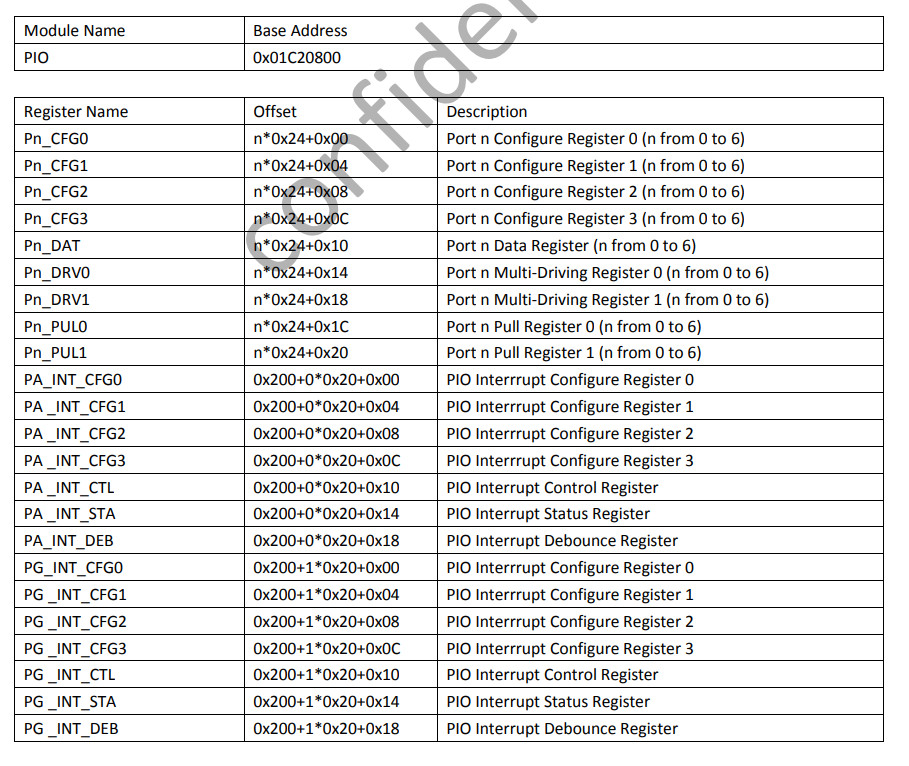 Module Name Base Address
PIO 0x01C20800
Register Name Offset Description
Pn_CFG0 n*0x24+0x00 Port n Configure Register 0 (n from 0 to 6)
Pn_CFG1 n*0x24+0x04 Port n Configure Register 1 (n from 0 to 6)
Pn_CFG2 n*0x24+0x08 Port n Configure Register 2 (n from 0 to 6)
Pn_CFG3 n*0x24+0x0C Port n Configure Register 3 (n from 0 to 6)
Pn_DAT n*0x24+0x10 Port n Data Register (n from 0 to 6)
Pn_DRV0 n*0x24+0x14 Port n Multi-Driving Register 0 (n from 0 to 6)
Pn_DRV1 n*0x24+0x18 Port n Multi-Driving Register 1 (n from 0 to 6)
Pn_PUL0 n*0x24+0x1C Port n Pull Register 0 (n from 0 to 6)
Pn_PUL1 n*0x24+0x20 Port n Pull Register 1 (n from 0 to 6)
PA_INT_CFG0 0x200+0*0x20+0x00 PIO Interrrupt Configure Register 0
PA _INT_CFG1 0x200+0*0x20+0x04 PIO Interrrupt Configure Register 1
PA _INT_CFG2 0x200+0*0x20+0x08 PIO Interrrupt Configure Register 2
PA _INT_CFG3 0x200+0*0x20+0x0C PIO Interrrupt Configure Register 3
PA _INT_CTL 0x200+0*0x20+0x10 PIO Interrupt Control Register
PA _INT_STA 0x200+0*0x20+0x14 PIO Interrupt Status Register
PA_INT_DEB 0x200+0*0x20+0x18 PIO Interrupt Debounce Register
PG_INT_CFG0 0x200+1*0x20+0x00 PIO Interrrupt Configure Register 0
PG _INT_CFG1 0x200+1*0x20+0x04 PIO Interrrupt Configure Register 1
PG _INT_CFG2 0x200+1*0x20+0x08 PIO Interrrupt Configure Register 2
PG _INT_CFG3 0x200+1*0x20+0x0C PIO Interrrupt Configure Register 3
PG _INT_CTL 0x200+1*0x20+0x10 PIO Interrupt Control Register
PG _INT_STA 0x200+1*0x20+0x14 PIO Interrupt Status Register
PG _INT_DEB 0x200+1*0x20+0x18 PIO Interrupt Debounce Register
confider